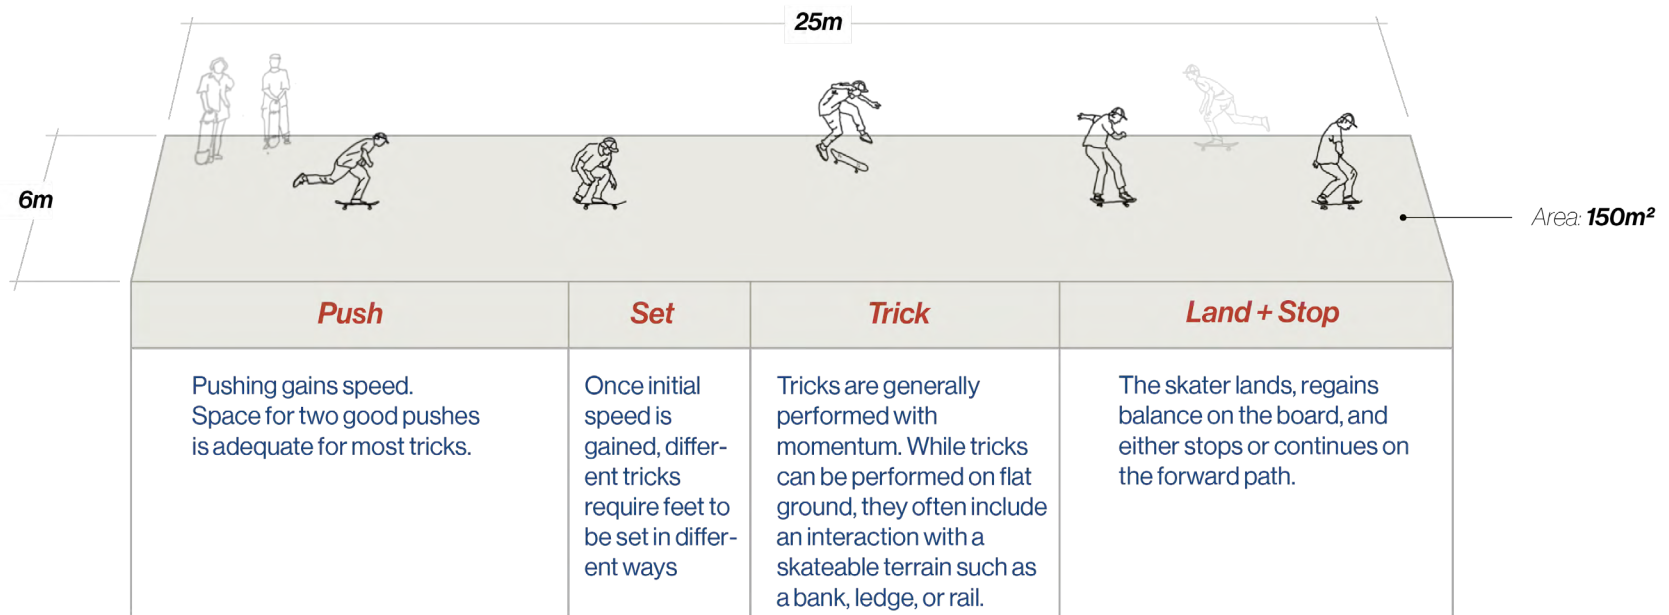 25m
6m
Area: 150m²
Push
Set
Trick
Land + Stop
Pushing gains speed.
Space for two good pushes
is adequate for most tricks.
Once initial
speed is
gained, differ-
ent tricks
require feet to
be set in differ-
ent ways
Tricks are generally
performed with
momentum. While tricks
can be performed on flat
ground, they often include
an interaction with a
skateable terrain such as
a bank, ledge, or rail.
The skater lands, regains
balance on the board, and
either stops or continues on
the forward path.